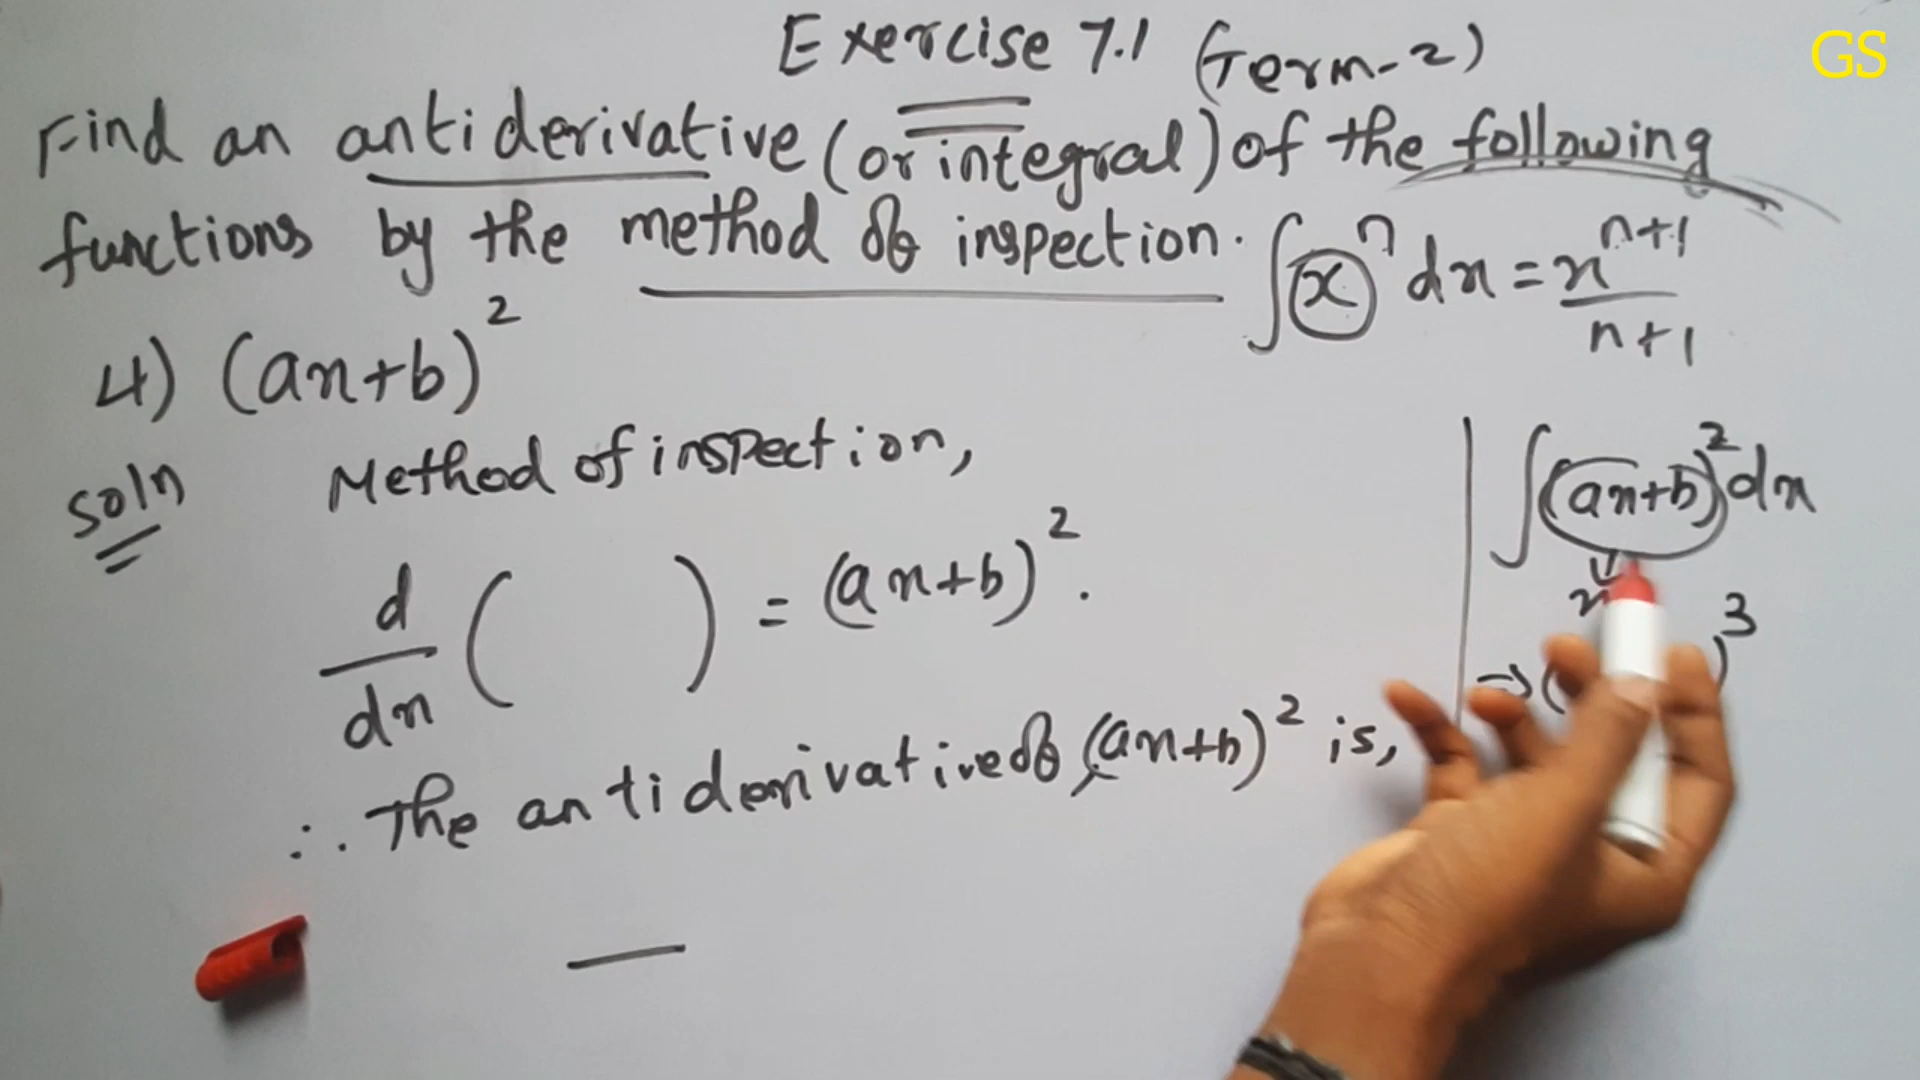 Exercise 7.1 (Term-2)
GS
Find an antiderivative (or integral) of the following
functions by the method of inspection.
∫x^n dx = x^(n+1)/(n+1)
4) (ax+b)^2
Soln
Method of inspection,
d/dx ( ) = (ax+b)^2.
∫(ax+b)^2 dx
x
⇒ ( )^3
∴ The antiderivative of (ax+b)^2 is,